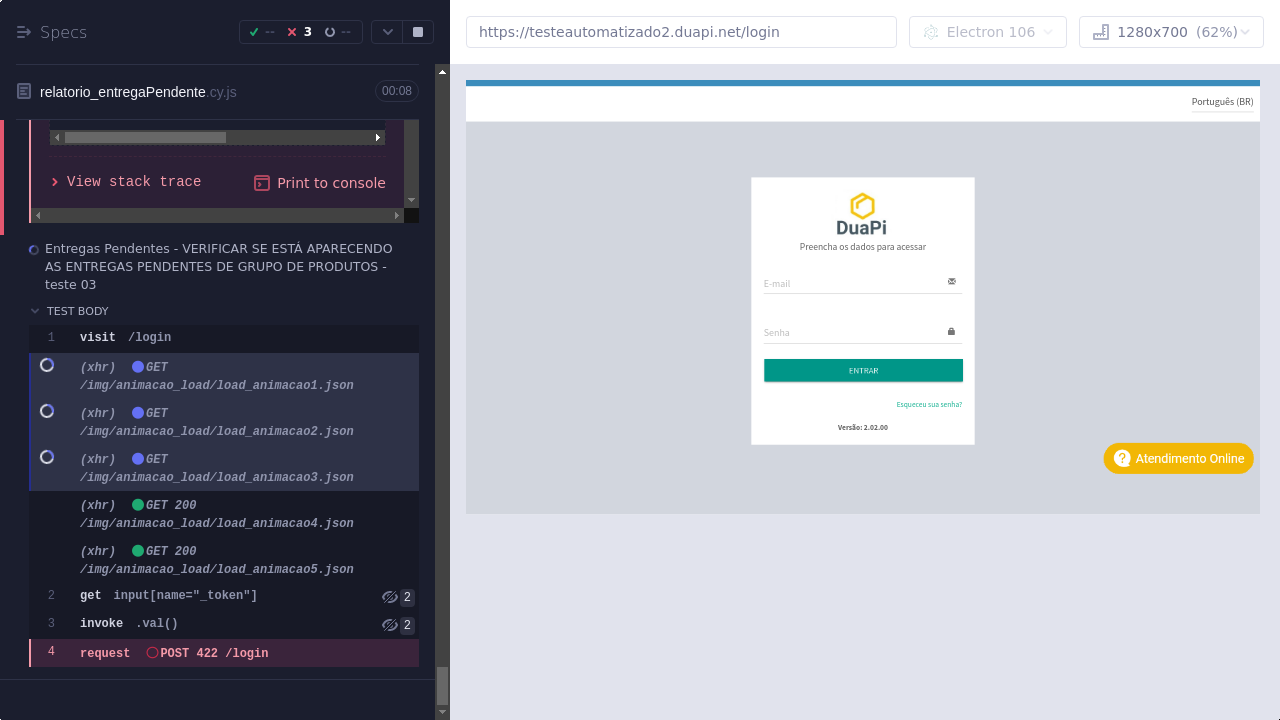 Specs
--
3
--
relatorio_entregaPendente.cy.js
00:08
View stack trace
Print to console
Entregas Pendentes - VERIFICAR SE ESTÁ APARECENDO
AS ENTREGAS PENDENTES DE GRUPO DE PRODUTOS -
teste 03
TEST BODY
1 visit /login
(xhr) GET
/img/animacao_load/load_animacao1.json
(xhr) GET
/img/animacao_load/load_animacao2.json
(xhr) GET
/img/animacao_load/load_animacao3.json
(xhr) GET 200
/img/animacao_load/load_animacao4.json
(xhr) GET 200
/img/animacao_load/load_animacao5.json
2 get input[name="_token"] 2
3 invoke .val() 2
4 request POST 422 /login
https://testeautomatizado2.duapi.net/login
Electron 106
1280x700 (62%)
Português (BR)
DuaPi
Preencha os dados para acessar
E-mail
Senha
ENTRAR
Esqueceu sua senha?
Versão: 2.02.00
Atendimento Online